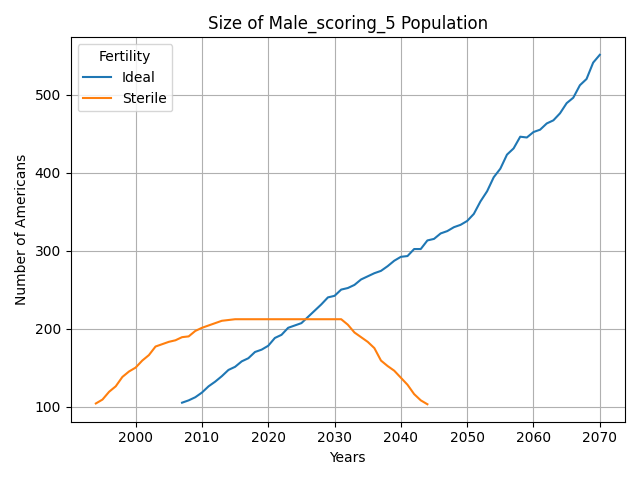 Size of Male_scoring_5 Population
Fertility
Ideal
Sterile
Number of Americans
500
400
300
200
100
2000
2010
2020
2030
2040
2050
2060
2070
Years